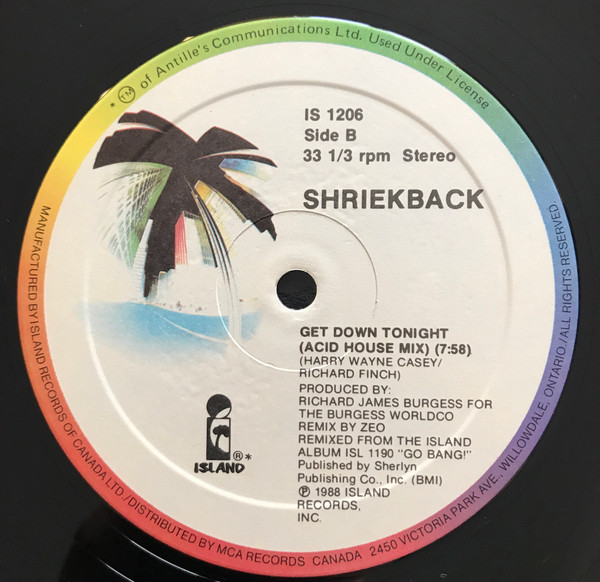 * ™ of Antille's Communications Ltd. Used Under License
IS 1206
Side B
33 1/3 rpm Stereo
SHRIEKBACK
GET DOWN TONIGHT
(ACID HOUSE MIX) (7:58)
(HARRY WAYNE CASEY/
RICHARD FINCH)
PRODUCED BY:
RICHARD JAMES BURGESS FOR
THE BURGESS WORLDCO
REMIX BY ZEO
REMIXED FROM THE ISLAND
ALBUM ISL 1190 "GO BANG!"
Published by Sherlyn
Publishing Co., Inc. (BMI)
℗ 1988 ISLAND
RECORDS,
INC.
ISLAND ®*
MANUFACTURED BY ISLAND RECORDS OF CANADA LTD./DISTRIBUTED BY MCA RECORDS CANADA 2450 VICTORIA PARK AVE., WILLOWDALE, ONTARIO./ALL RIGHTS RESERVED